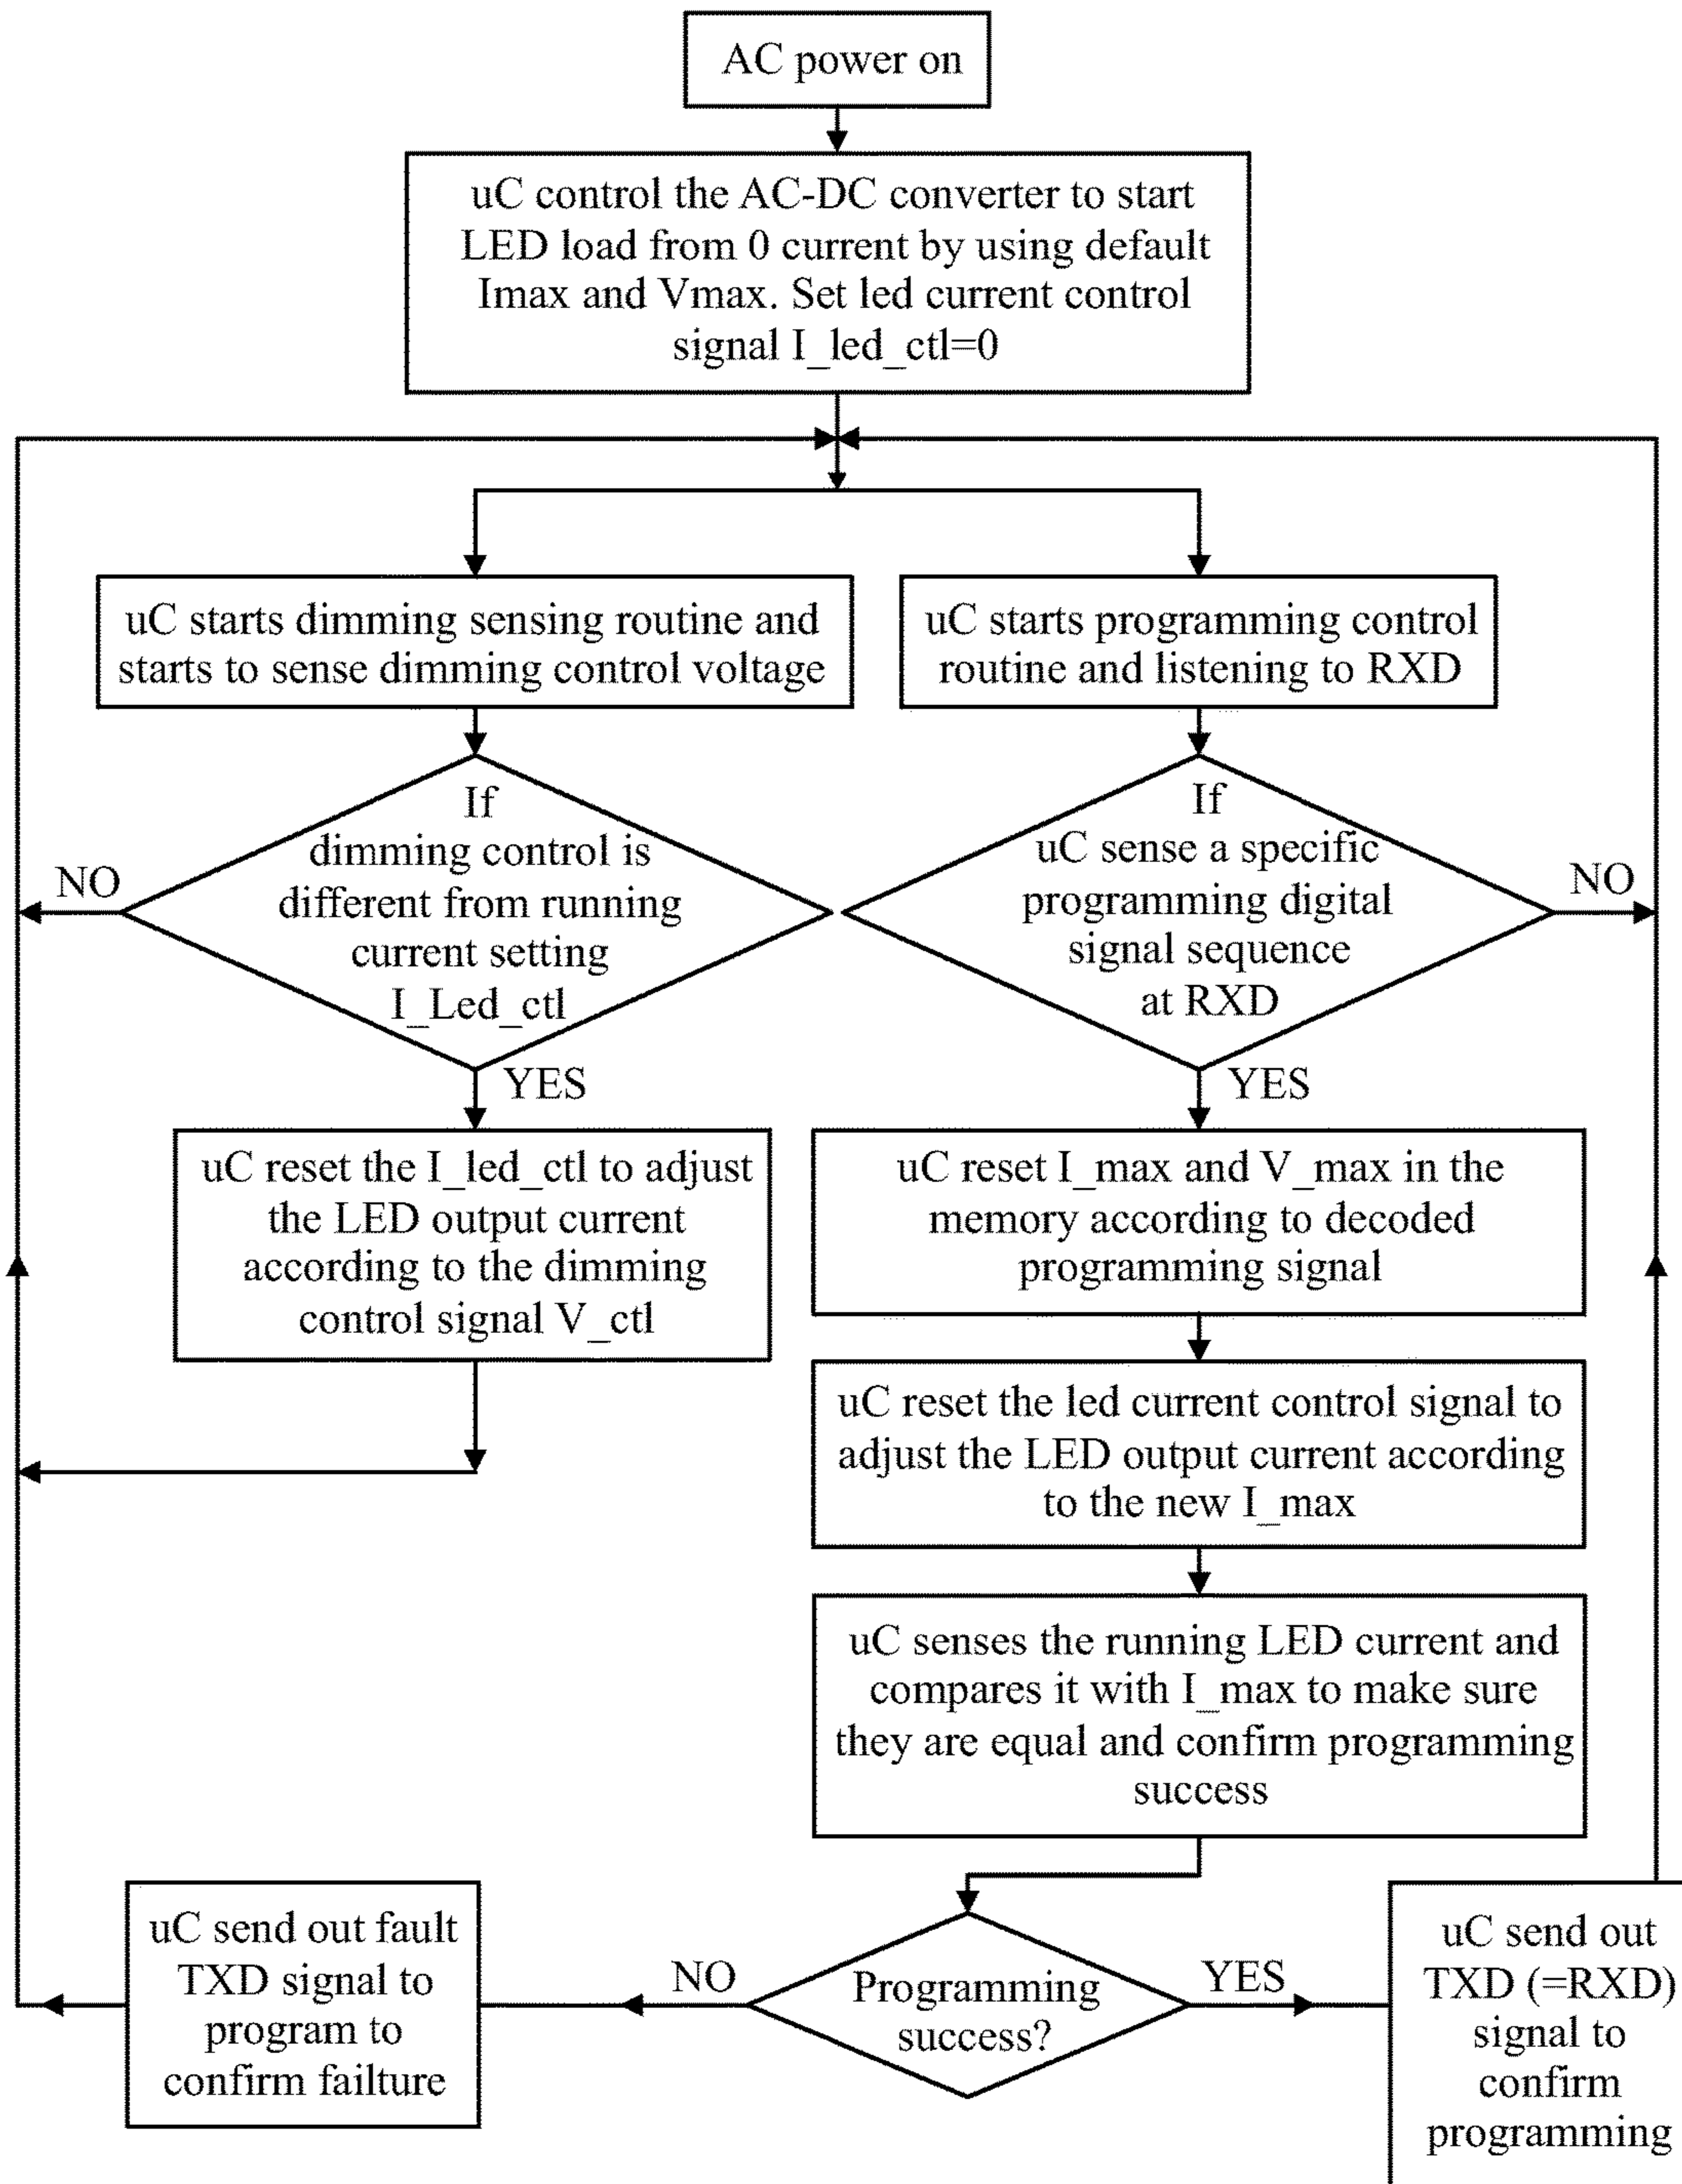 AC power on
uC control the AC-DC converter to start
LED load from 0 current by using default
Imax and Vmax. Set led current control
signal I_led_ctl=0
uC starts dimming sensing routine and
starts to sense dimming control voltage
uC starts programming control
routine and listening to RXD
If
dimming control is
different from running
current setting
I_Led_ctl
NO
YES
If
uC sense a specific
programming digital
signal sequence
at RXD
NO
YES
uC reset the I_led_ctl to adjust
the LED output current
according to the dimming
control signal V_ctl
uC reset I_max and V_max in the
memory according to decoded
programming signal
uC reset the led current control signal to
adjust the LED output current according
to the new I_max
uC senses the running LED current and
compares it with I_max to make sure
they are equal and confirm programming
success
uC send out fault
TXD signal to
program to
confirm failture
NO
Programming
success?
YES
uC send out
TXD (=RXD)
signal to
confirm
programming